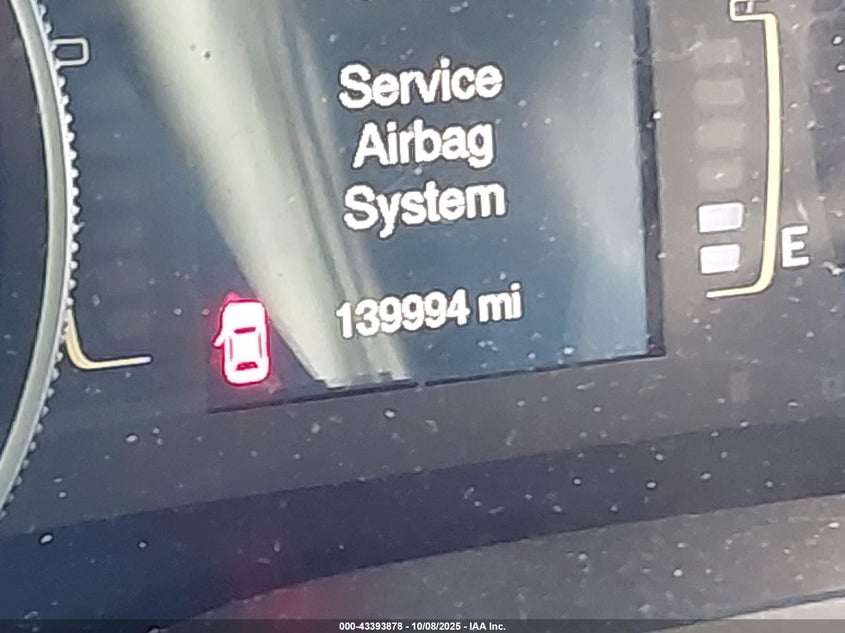 Service
Airbag
System
139994 mi
E
000-43393878 - 10/08/2025 - IAA Inc.